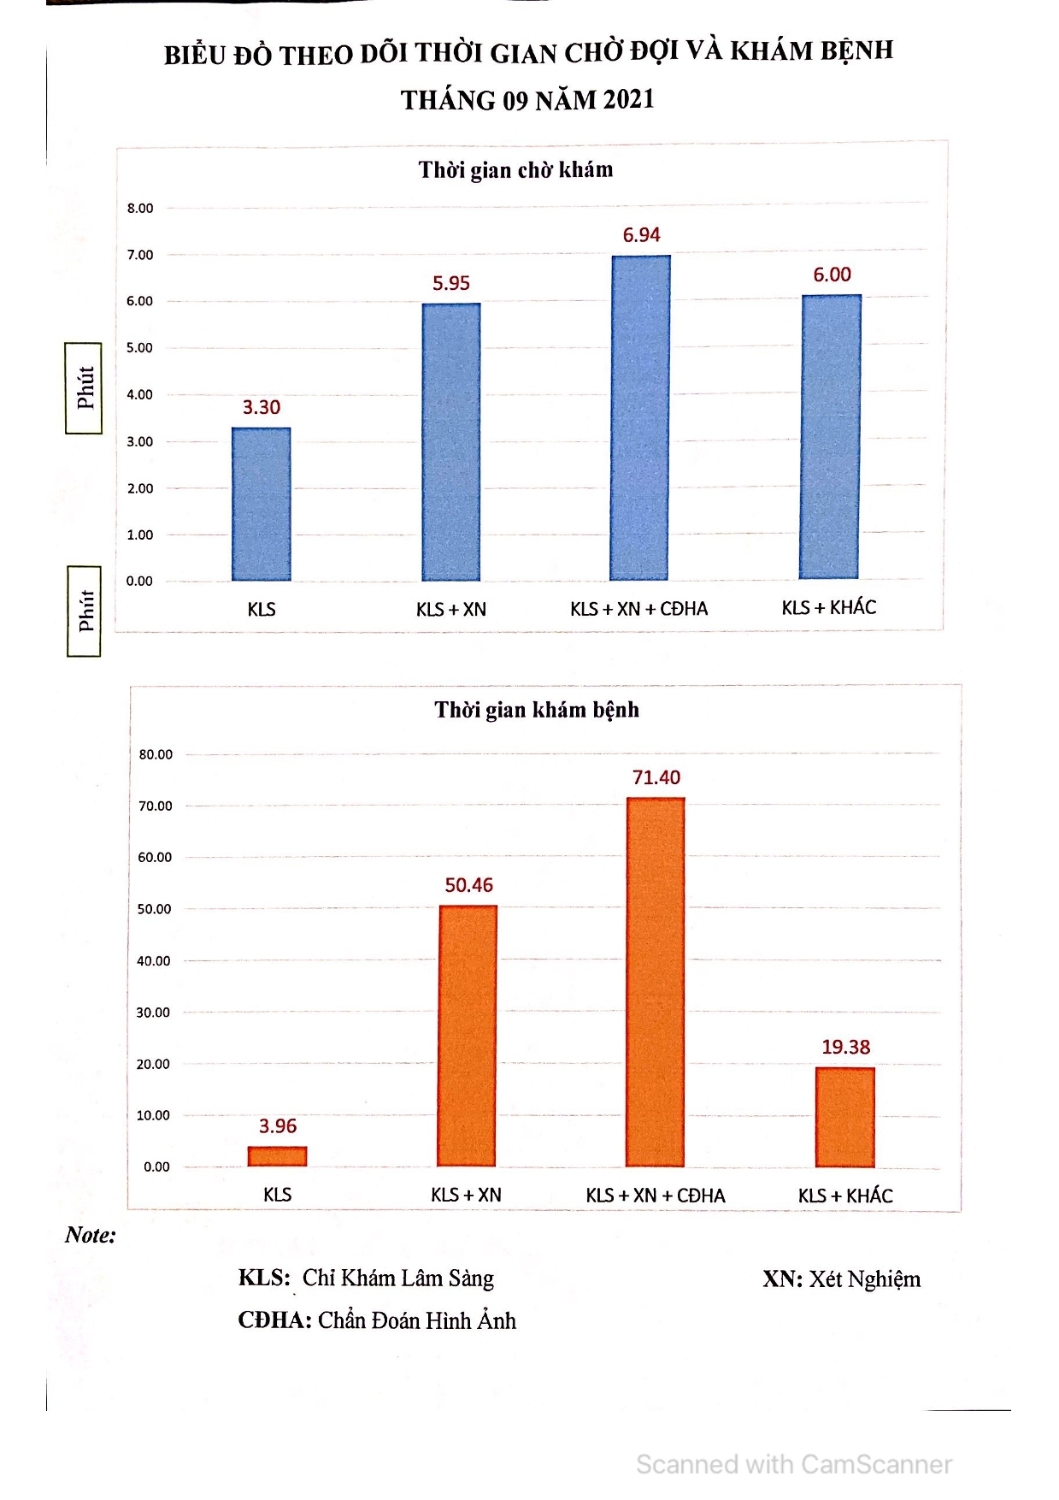 BIỂU ĐỒ THEO DÕI THỜI GIAN CHỜ ĐỢI VÀ KHÁM BỆNH
THÁNG 09 NĂM 2021
Thời gian chờ khám
8.00
7.00
6.00
5.00
4.00
3.00
2.00
1.00
0.00
3.30
5.95
6.94
6.00
KLS
KLS + XN
KLS + XN + CĐHA
KLS + KHÁC
Phút
Phút
Thời gian khám bệnh
80.00
70.00
60.00
50.00
40.00
30.00
20.00
10.00
0.00
3.96
50.46
71.40
19.38
KLS
KLS + XN
KLS + XN + CĐHA
KLS + KHÁC
Note:
KLS: Chỉ Khám Lâm Sàng
XN: Xét Nghiệm
CĐHA: Chẩn Đoán Hình Ảnh
Scanned with CamScanner